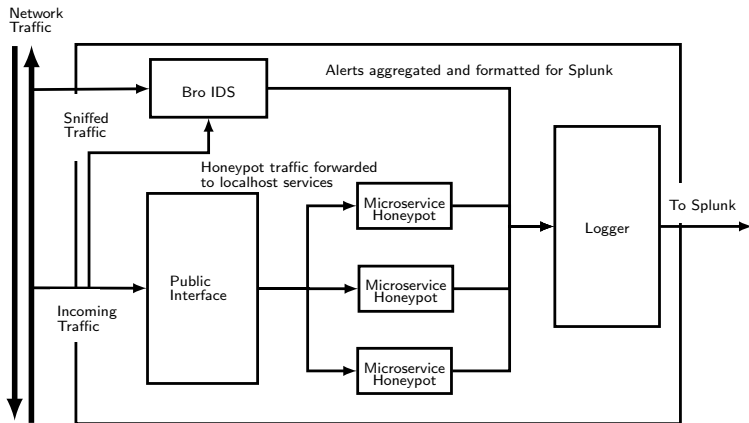 Network
Traffic
Alerts aggregated and formatted for Splunk
Bro IDS
Sniffed
Traffic
Honeypot traffic forwarded
to localhost services
Microservice
Honeypot
To Splunk
Logger
Public
Interface
Microservice
Honeypot
Incoming
Traffic
Microservice
Honeypot